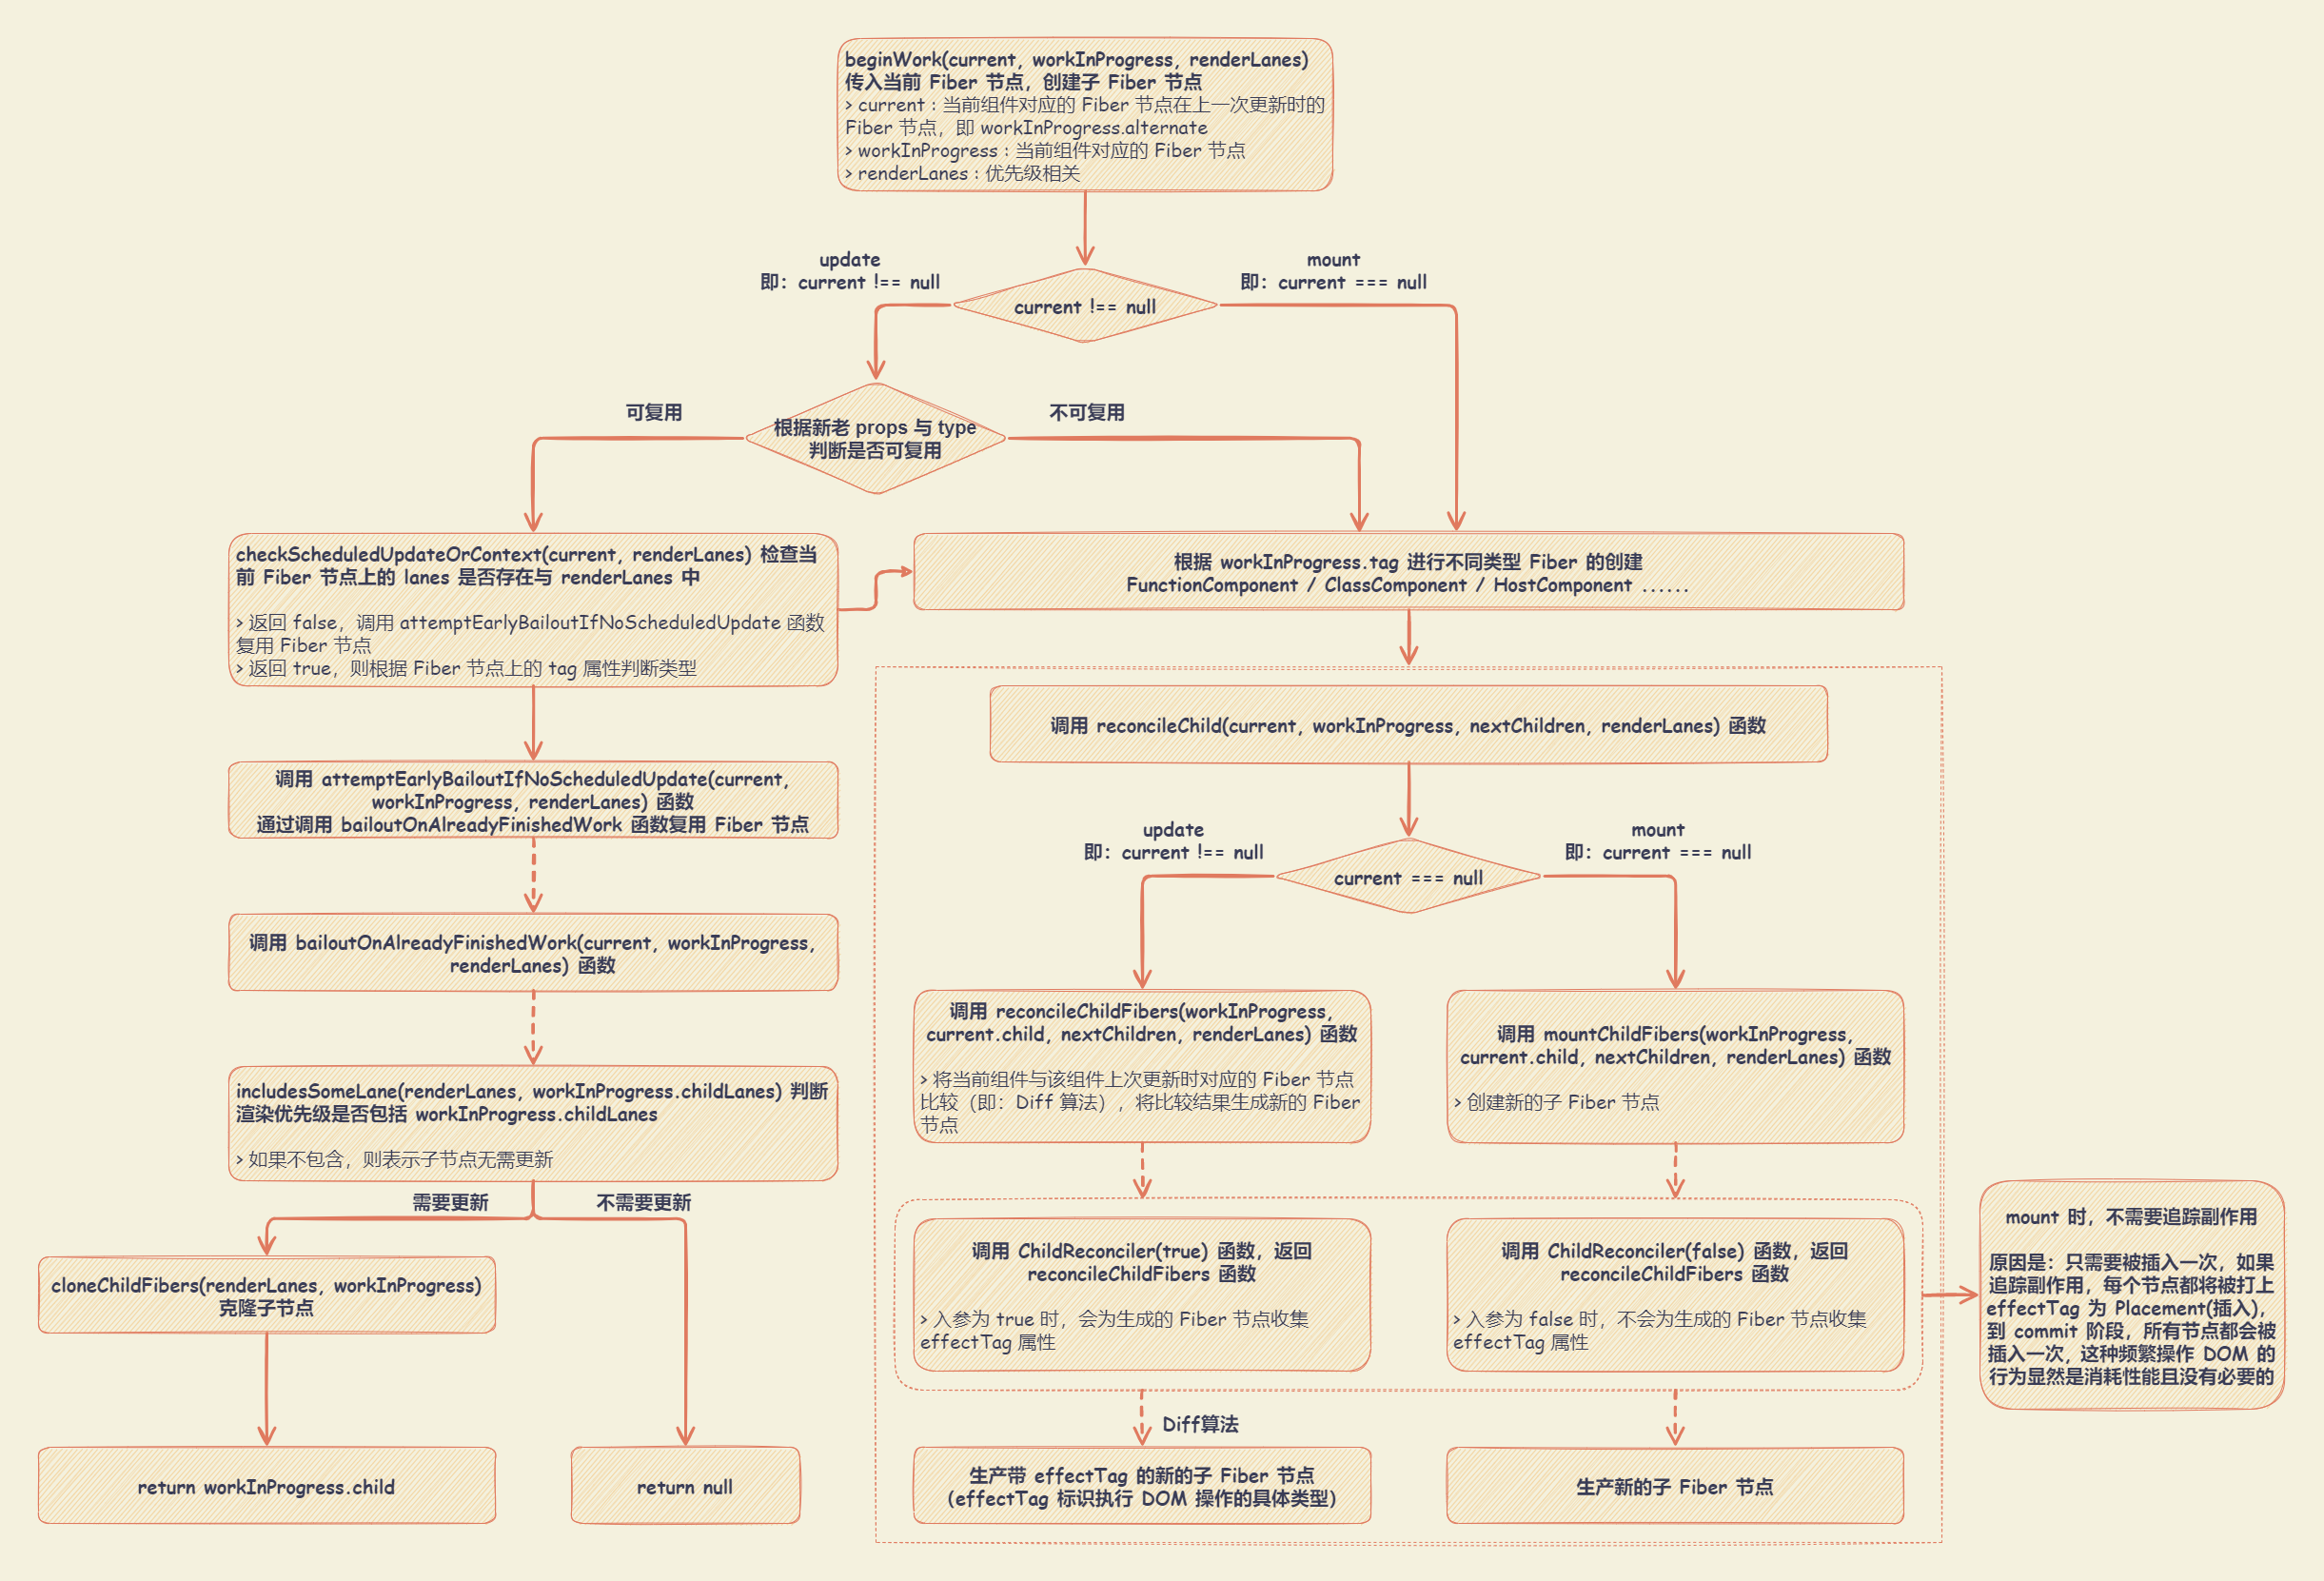 beginWork(current, workInProgress, renderLanes)
传入当前 Fiber 节点，创建子 Fiber 节点
> current : 当前组件对应的 Fiber 节点在上一次更新时的
Fiber 节点，即 workInProgress.alternate
> workInProgress : 当前组件对应的 Fiber 节点
> renderLanes : 优先级相关
update
即：current !== null
mount
即：current === null
current !== null
可复用
不可复用
根据新老 props 与 type
判断是否可复用
checkScheduledUpdateOrContext(current, renderLanes) 检查当
前 Fiber 节点上的 lanes 是否存在与 renderLanes 中
> 返回 false，调用 attemptEarlyBailoutIfNoScheduledUpdate 函数
复用 Fiber 节点
> 返回 true，则根据 Fiber 节点上的 tag 属性判断类型
根据 workInProgress.tag 进行不同类型 Fiber 的创建
FunctionComponent / ClassComponent / HostComponent ......
调用 reconcileChild(current, workInProgress, nextChildren, renderLanes) 函数
调用 attemptEarlyBailoutIfNoScheduledUpdate(current,
workInProgress, renderLanes) 函数
通过调用 bailoutOnAlreadyFinishedWork 函数复用 Fiber 节点
update
即：current !== null
mount
即：current === null
current === null
调用 bailoutOnAlreadyFinishedWork(current, workInProgress,
renderLanes) 函数
调用 reconcileChildFibers(workInProgress,
current.child, nextChildren, renderLanes) 函数
> 将当前组件与该组件上次更新时对应的 Fiber 节点
比较（即：Diff 算法），将比较结果生成新的 Fiber
节点
调用 mountChildFibers(workInProgress,
current.child, nextChildren, renderLanes) 函数
> 创建新的子 Fiber 节点
includesSomeLane(renderLanes, workInProgress.childLanes) 判断
渲染优先级是否包括 workInProgress.childLanes
> 如果不包含，则表示子节点无需更新
需要更新
不需要更新
cloneChildFibers(renderLanes, workInProgress)
克隆子节点
调用 ChildReconciler(true) 函数，返回
reconcileChildFibers 函数
> 入参为 true 时，会为生成的 Fiber 节点收集
effectTag 属性
调用 ChildReconciler(false) 函数，返回
reconcileChildFibers 函数
> 入参为 false 时，不会为生成的 Fiber 节点收集
effectTag 属性
mount 时，不需要追踪副作用
原因是：只需要被插入一次，如果
追踪副作用，每个节点都将被打上
effectTag 为 Placement(插入)，
到 commit 阶段，所有节点都会被
插入一次, 这种频繁操作 DOM 的
行为显然是消耗性能且没有必要的
Diff算法
return workInProgress.child
return null
生产带 effectTag 的新的子 Fiber 节点
(effectTag 标识执行 DOM 操作的具体类型)
生产新的子 Fiber 节点